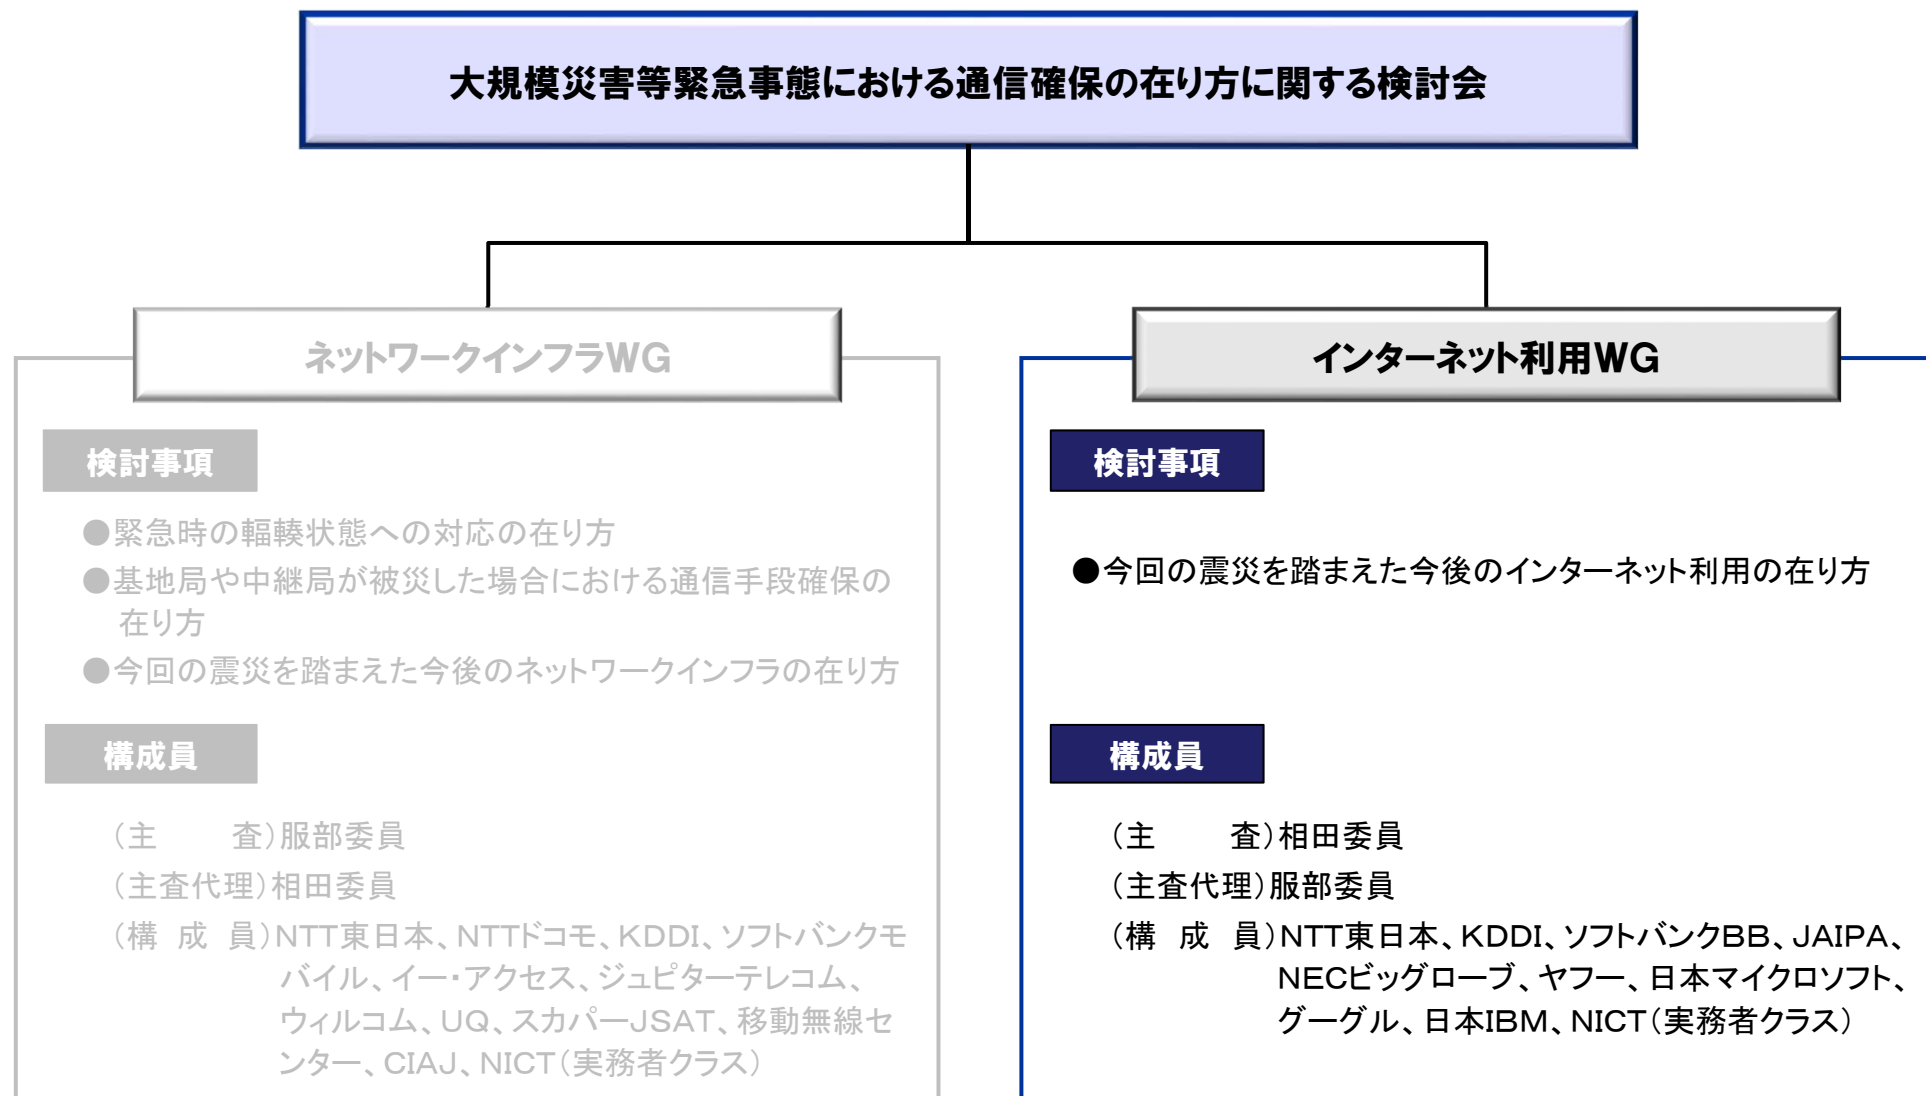 大規模災害等緊急事態における通信確保の在り方に関する検討会
ネットワークインフラWG
検討事項
●緊急時の輻輳状態への対応の在り方
●基地局や中継局が被災した場合における通信手段確保の
在り方
●今回の震災を踏まえた今後のネットワークインフラの在り方
構成員
（主　　査）服部委員
（主査代理）相田委員
（構 成 員）NTT東日本、NTTドコモ、KDDI、ソフトバンクモ
バイル、イー・アクセス、ジュピターテレコム、
ウィルコム、UQ、スカパーJSAT、移動無線セ
ンター、CIAJ、NICT（実務者クラス）
インターネット利用WG
検討事項
●今回の震災を踏まえた今後のインターネット利用の在り方
構成員
（主　　査）相田委員
（主査代理）服部委員
（構 成 員）NTT東日本、KDDI、ソフトバンクBB、JAIPA、
NECビッグローブ、ヤフー、日本マイクロソフト、
グーグル、日本IBM、NICT（実務者クラス）